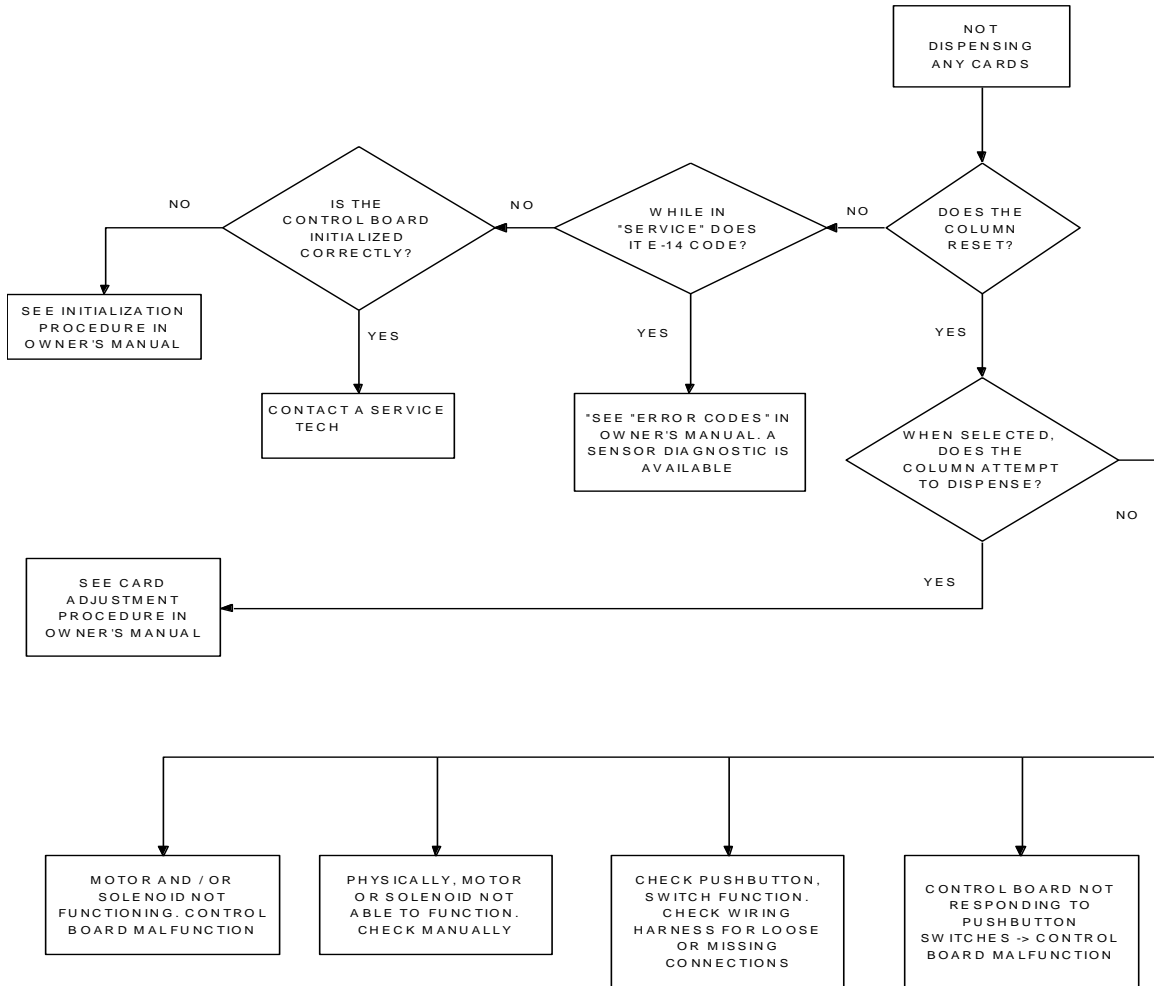 NOT
DISPENSING
ANY CARDS
DOES THE
COLUMN
RESET?
NO
WHILE IN
"SERVICE" DOES
IT E-14 CODE?
NO
IS THE
CONTROL BOARD
INITIALIZED
CORRECTLY?
NO
SEE INITIALIZATION
PROCEDURE IN
OWNER'S MANUAL
YES
CONTACT A SERVICE
TECH
YES
"SEE "ERROR CODES" IN
OWNER'S MANUAL. A
SENSOR DIAGNOSTIC IS
AVAILABLE
YES
WHEN SELECTED,
DOES THE
COLUMN ATTEMPT
TO DISPENSE?
NO
YES
SEE CARD
ADJUSTMENT
PROCEDURE IN
OWNER'S MANUAL
MOTOR AND / OR
SOLENOID NOT
FUNCTIONING. CONTROL
BOARD MALFUNCTION
PHYSICALLY, MOTOR
OR SOLENOID NOT
ABLE TO FUNCTION.
CHECK MANUALLY
CHECK PUSHBUTTON,
SWITCH FUNCTION.
CHECK WIRING
HARNESS FOR LOOSE
OR MISSING
CONNECTIONS
CONTROL BOARD NOT
RESPONDING TO
PUSHBUTTON
SWITCHES -> CONTROL
BOARD MALFUNCTION